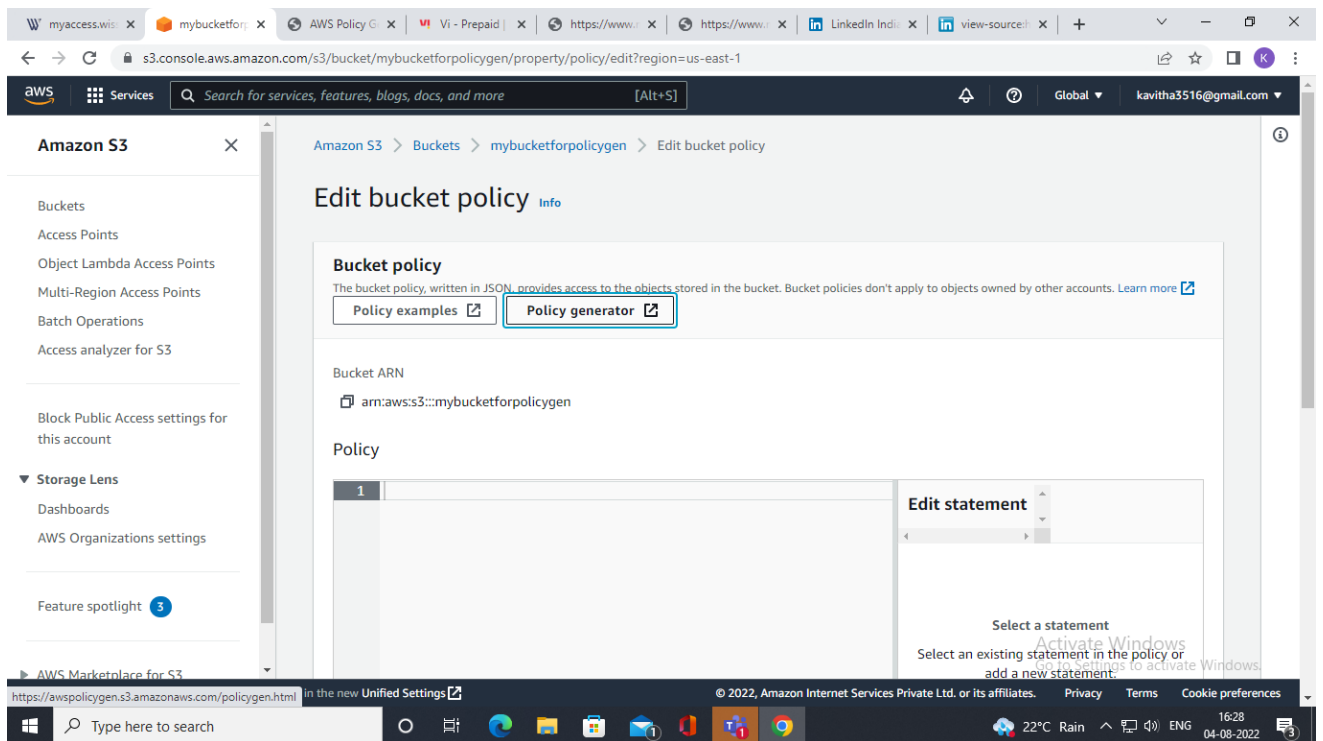 myaccess.wis
mybucketforp
AWS Policy G
Vi - Prepaid |
https://www.
https://www.r
LinkedIn India
view-source:h
s3.console.aws.amazon.com/s3/bucket/mybucketforpolicygen/property/policy/edit?region=us-east-1
K
aws
Services
Search for services, features, blogs, docs, and more
[Alt+S]
Global
kavitha3516@gmail.com
Amazon S3
Buckets
Access Points
Object Lambda Access Points
Multi-Region Access Points
Batch Operations
Access analyzer for S3
Block Public Access settings for
this account
Storage Lens
Dashboards
AWS Organizations settings
Feature spotlight 3
AWS Marketplace for S3
Amazon S3 > Buckets > mybucketforpolicygen > Edit bucket policy
Edit bucket policy Info
Bucket policy
The bucket policy, written in JSON, provides access to the objects stored in the bucket. Bucket policies don't apply to objects owned by other accounts. Learn more
Policy examples
Policy generator
Bucket ARN
arn:aws:s3:::mybucketforpolicygen
Policy
1
Edit statement
Select a statement
Select an existing statement in the policy or
add a new statement.
Activate Windows
Go to Settings to activate Windows.
https://awspolicygen.s3.amazonaws.com/policygen.html
in the new Unified Settings
© 2022, Amazon Internet Services Private Ltd. or its affiliates.
Privacy
Terms
Cookie preferences
Type here to search
22°C Rain
ENG
16:28
04-08-2022